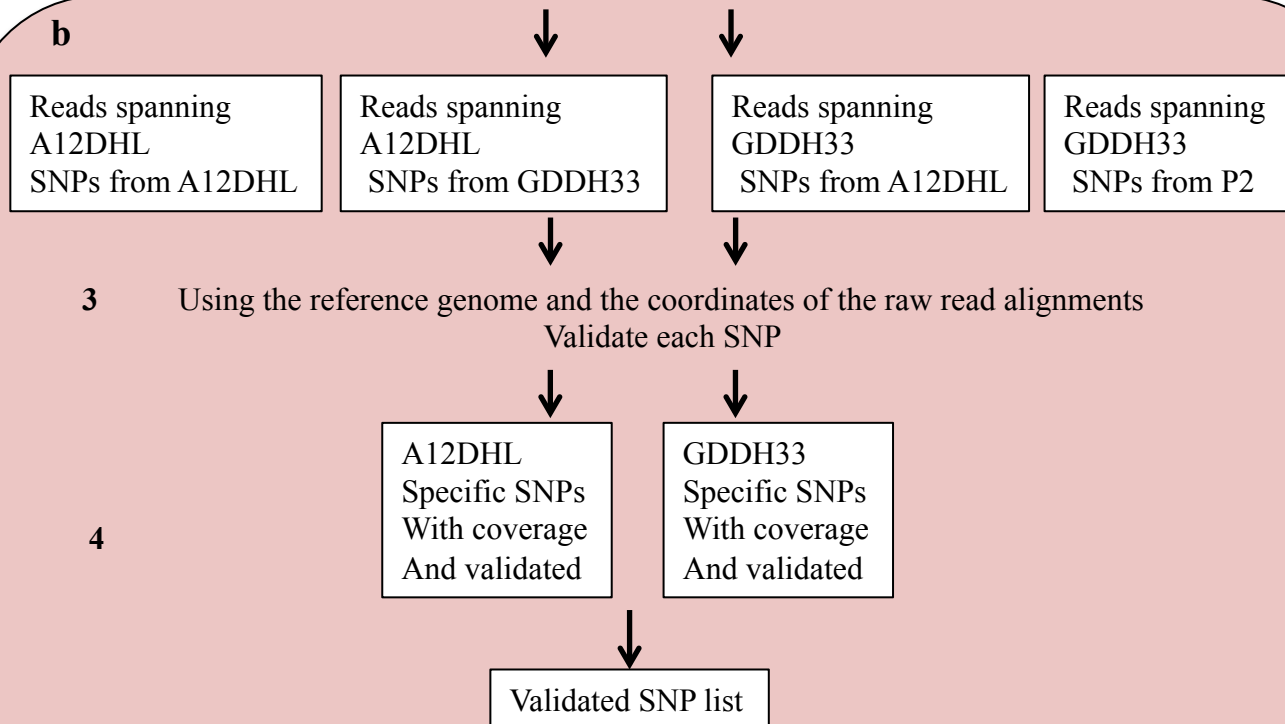 b
Reads spanning
A12DHL
SNPs from A12DHL
Reads spanning
A12DHL
SNPs from GDDH33
Reads spanning
GDDH33
SNPs from A12DHL
Reads spanning
GDDH33
SNPs from P2
3 Using the reference genome and the coordinates of the raw read alignments
Validate each SNP
4
A12DHL
Specific SNPs
With coverage
And validated
GDDH33
Specific SNPs
With coverage
And validated
Validated SNP list